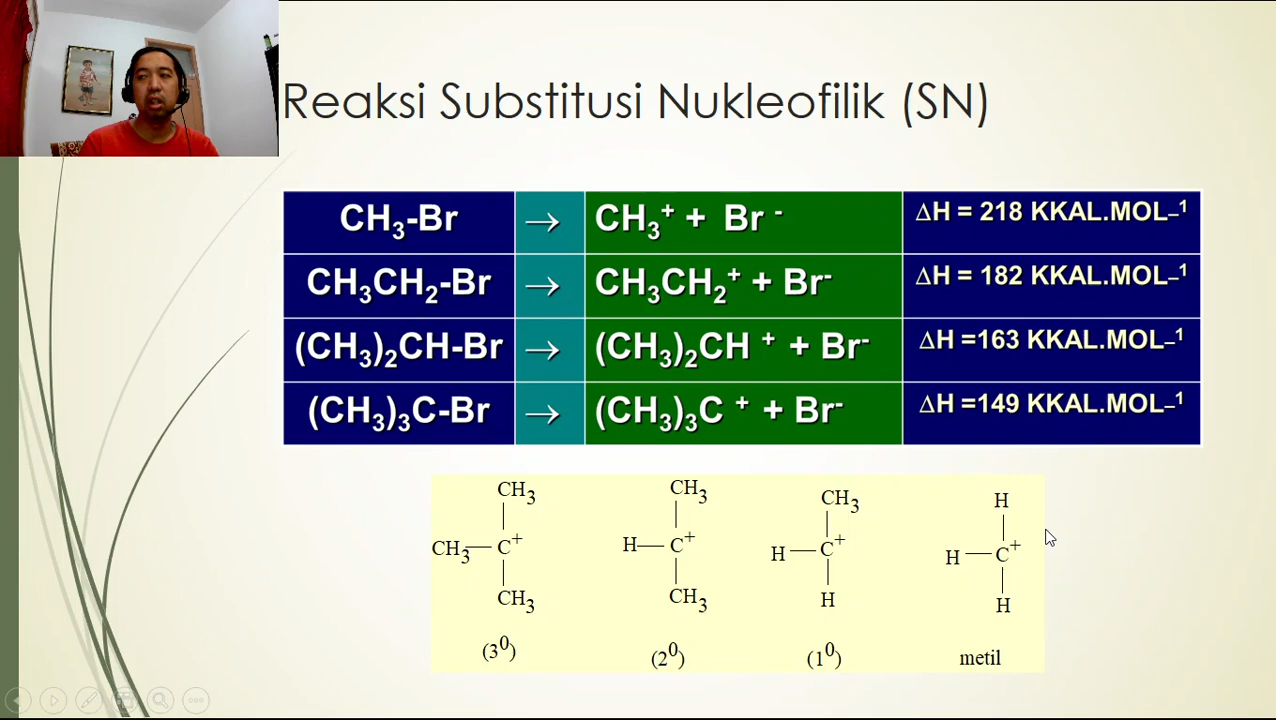 Reaksi Substitusi Nukleofilik (SN)
CH₃-Br → CH₃⁺ + Br ⁻ ΔH = 218 KKAL.MOL–¹
CH₃CH₂-Br → CH₃CH₂⁺ + Br⁻ ΔH = 182 KKAL.MOL–¹
(CH₃)₂CH-Br → (CH₃)₂CH ⁺ + Br⁻ ΔH =163 KKAL.MOL–¹
(CH₃)₃C-Br → (CH₃)₃C ⁺ + Br⁻ ΔH =149 KKAL.MOL–¹
CH₃ CH₃ CH₃ H
CH₃ C⁺ H C⁺ H C⁺ H C⁺
CH₃ CH₃ H H
(3⁰) (2⁰) (1⁰) metil